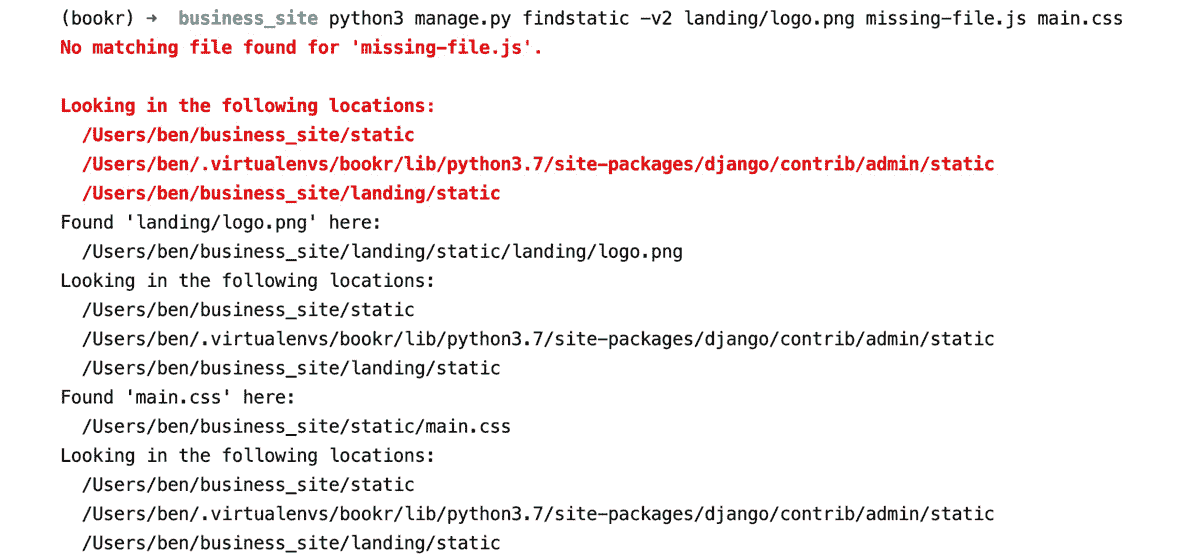 (bookr) → business_site python3 manage.py findstatic -v2 landing/logo.png missing-file.js main.css
No matching file found for 'missing-file.js'.
Looking in the following locations:
/Users/ben/business_site/static
/Users/ben/.virtualenvs/bookr/lib/python3.7/site-packages/django/contrib/admin/static
/Users/ben/business_site/landing/static
Found 'landing/logo.png' here:
/Users/ben/business_site/landing/static/landing/logo.png
Looking in the following locations:
/Users/ben/business_site/static
/Users/ben/.virtualenvs/bookr/lib/python3.7/site-packages/django/contrib/admin/static
/Users/ben/business_site/landing/static
Found 'main.css' here:
/Users/ben/business_site/static/main.css
Looking in the following locations:
/Users/ben/business_site/static
/Users/ben/.virtualenvs/bookr/lib/python3.7/site-packages/django/contrib/admin/static
/Users/ben/business_site/landing/static